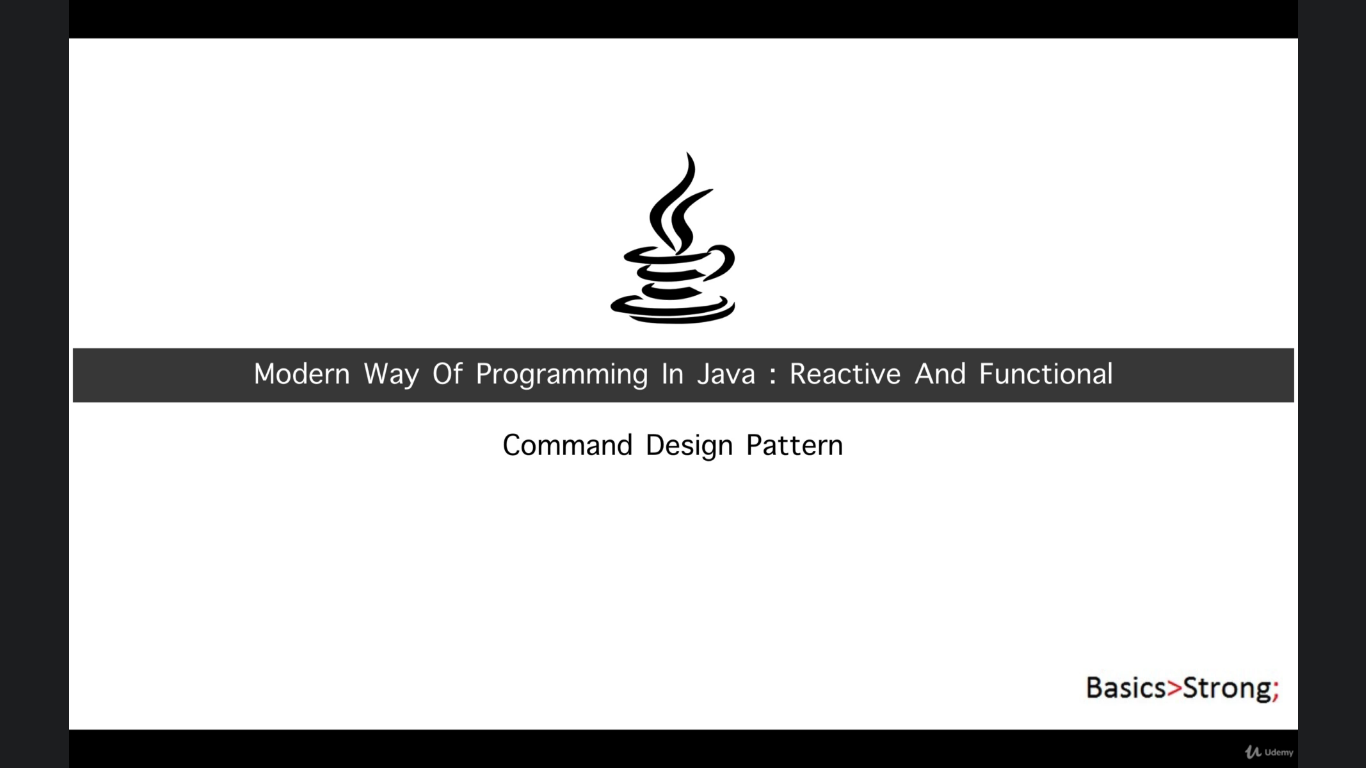 Modern Way Of Programming In Java : Reactive And Functional
Command Design Pattern
Basics>Strong;
Udemy